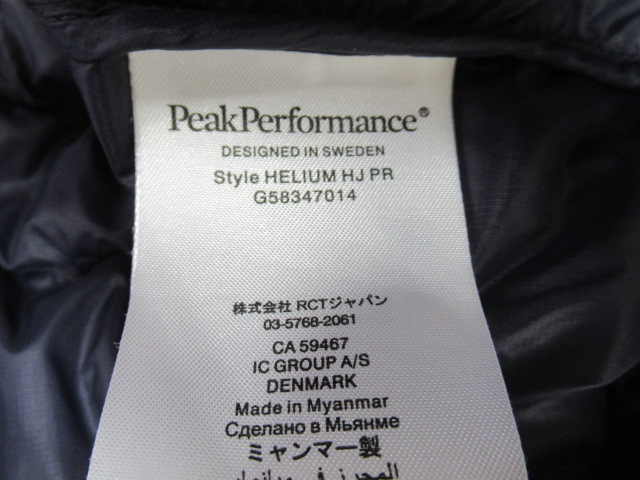 PeakPerformance®
DESIGNED IN SWEDEN
Style HELIUM HJ PR
G58347014
株式会社 RCTジャパン
03-5768-2061
CA 59467
IC GROUP A/S
DENMARK
Made in Myanmar
Сделано в Мьянме
ミャンマー製